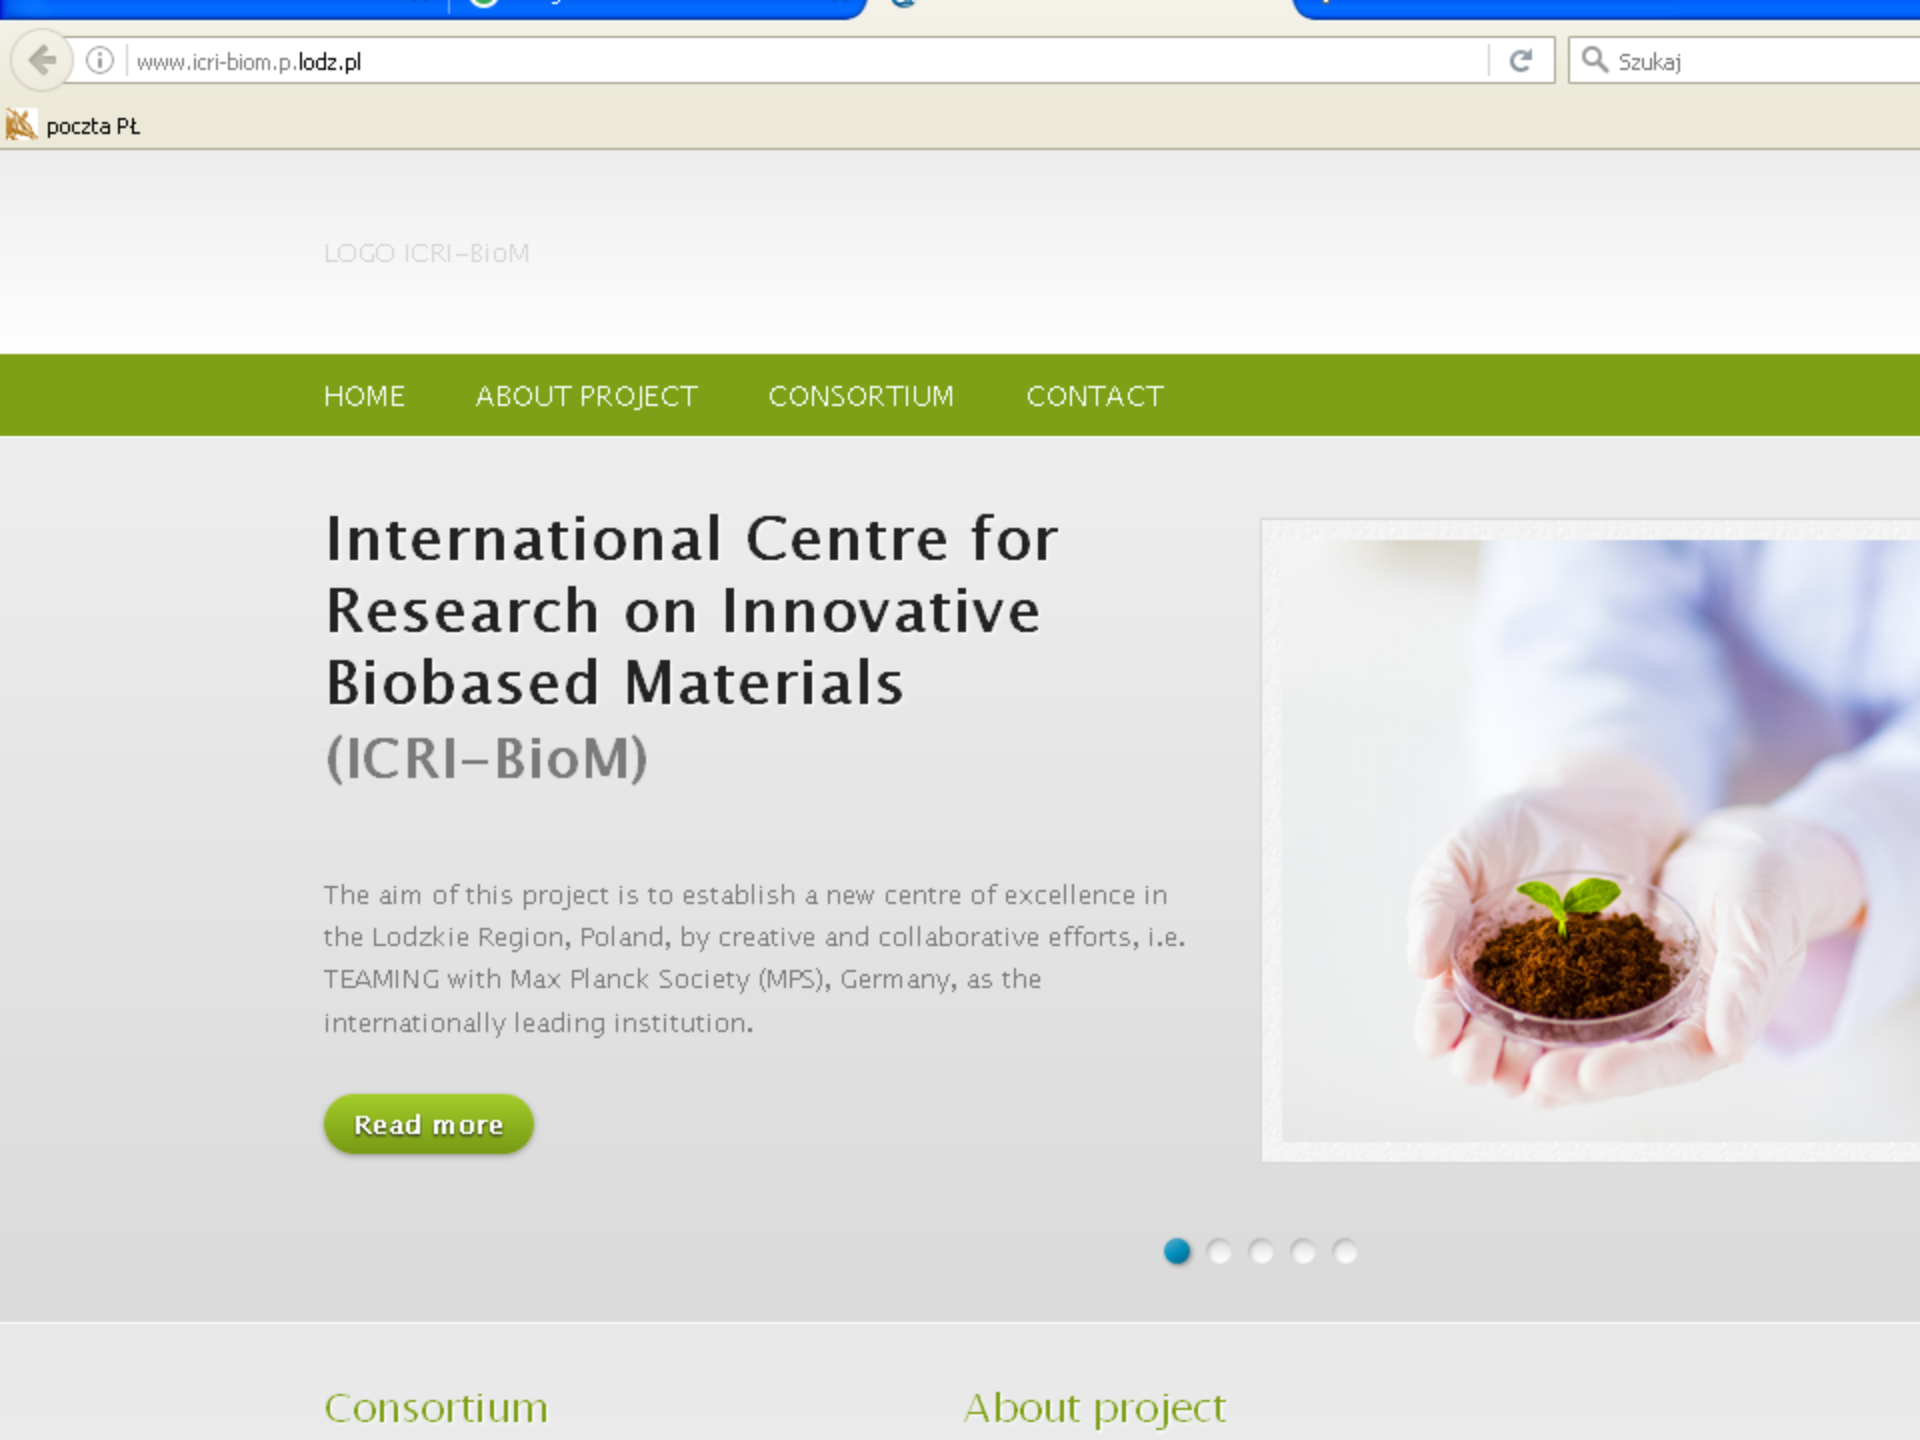 www.icri-biom.p.lodz.pl
Szukaj
poczta PŁ
LOGO ICRI-BioM
HOME ABOUT PROJECT CONSORTIUM CONTACT
International Centre for
Research on Innovative
Biobased Materials
(ICRI-BioM)
The aim of this project is to establish a new centre of excellence in
the Lodzkie Region, Poland, by creative and collaborative efforts, i.e.
TEAMING with Max Planck Society (MPS), Germany, as the
internationally leading institution.
Read more
Consortium
About project